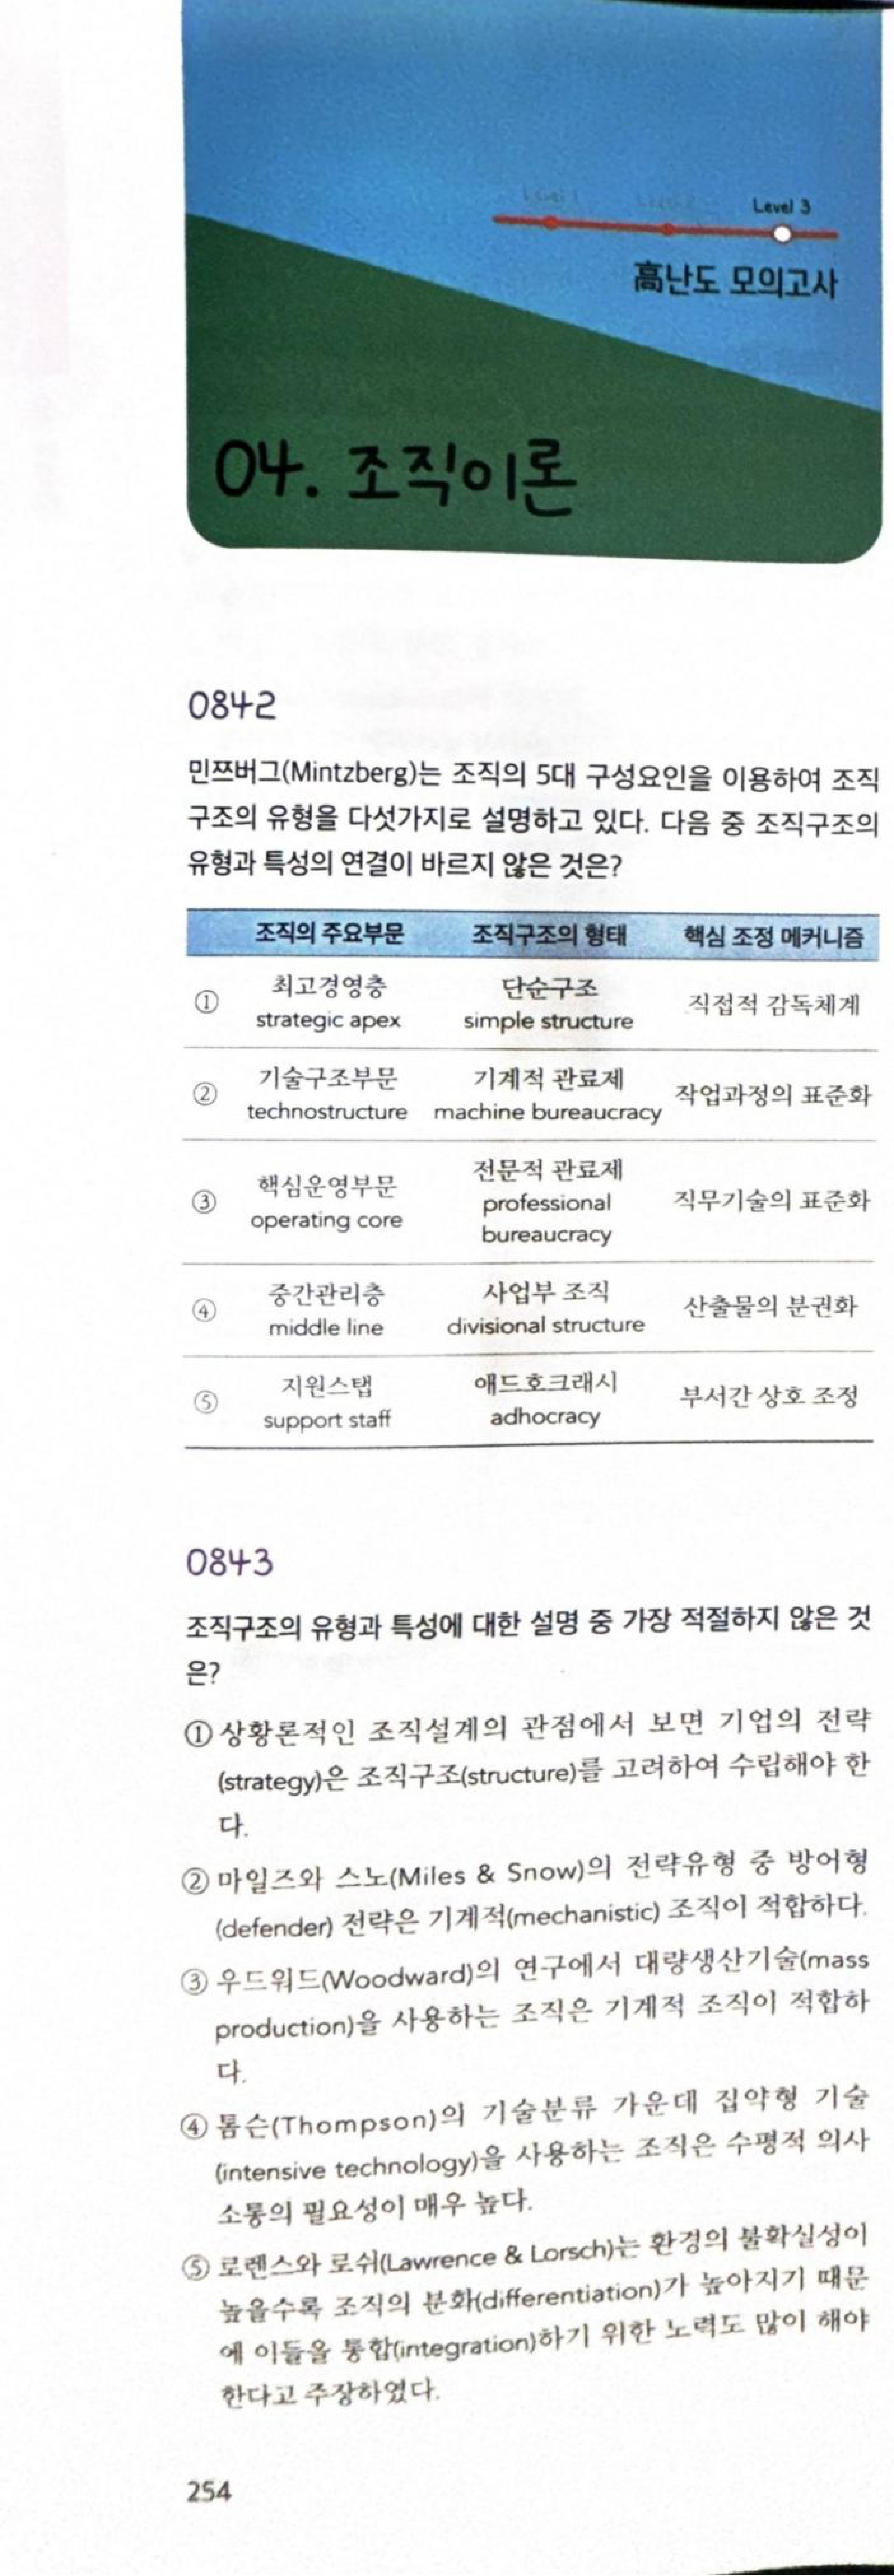 Level 3
高난도 모의고사
04. 조직이론
0842
민쯔버그(Mintzberg)는 조직의 5대 구성요인을 이용하여 조직
구조의 유형을 다섯가지로 설명하고 있다. 다음 중 조직구조의
유형과 특성의 연결이 바르지 않은 것은?
조직의 주요부문 조직구조의 형태 핵심 조정 메커니즘
① 최고경영층 strategic apex 단순구조 simple structure 직접적 감독체계
② 기술구조부문 technostructure 기계적 관료제 machine bureaucracy 작업과정의 표준화
③ 핵심운영부문 operating core 전문적 관료제 professional bureaucracy 직무기술의 표준화
④ 중간관리층 middle line 사업부 조직 divisional structure 산출물의 분권화
⑤ 지원스탭 support staff 애드호크래시 adhocracy 부서간 상호 조정
0843
조직구조의 유형과 특성에 대한 설명 중 가장 적절하지 않은 것
은?
① 상황론적인 조직설계의 관점에서 보면 기업의 전략
(strategy)은 조직구조(structure)를 고려하여 수립해야 한
다.
② 마일즈와 스노(Miles & Snow)의 전략유형 중 방어형
(defender) 전략은 기계적(mechanistic) 조직이 적합하다.
③ 우드워드(Woodward)의 연구에서 대량생산기술(mass
production)을 사용하는 조직은 기계적 조직이 적합하
다.
④ 톰슨(Thompson)의 기술분류 가운데 집약형 기술
(intensive technology)을 사용하는 조직은 수평적 의사
소통의 필요성이 매우 높다.
⑤ 로렌스와 로쉬(Lawrence & Lorsch)는 환경의 불확실성이
높을수록 조직의 분화(differentiation)가 높아지기 때문
에 이들을 통합(integration)하기 위한 노력도 많이 해야
한다고 주장하였다.
254